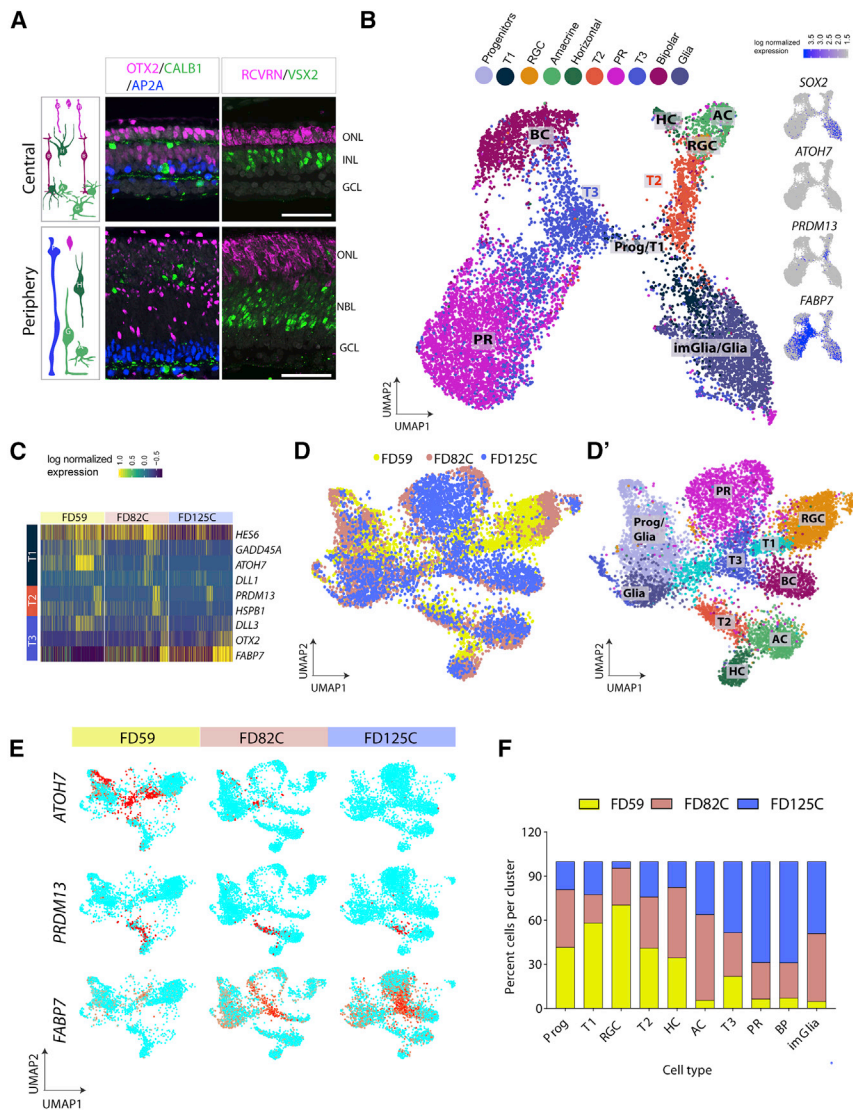 A
OTX2/CALB1
/AP2A
RCVRN/VSX2
Central
ONL
INL
GCL
Periphery
ONL
NBL
GCL
B
Progenitors
T1
RGC
Amacrine
Horizontal
T2
PR
T3
Bipolar
Glia
BC
T3
PR
Prog/T1
T2
HC
AC
RGC
imGlia/Glia
UMAP2
UMAP1
log normalized
expression
3.5
3.0
2.5
2.0
1.5
SOX2
ATOH7
PRDM13
FABP7
C
log normalized
expression
1.0
0.5
0.0
-0.5
FD59
FD82C
FD125C
T1
T2
T3
HES6
GADD45A
ATOH7
DLL1
PRDM13
HSPB1
DLL3
OTX2
FABP7
D
FD59
FD82C
FD125C
UMAP2
UMAP1
D'
PR
Prog/
Glia
RGC
T1
T3
BC
Glia
T2
AC
HC
UMAP2
UMAP1
E
FD59
FD82C
FD125C
ATOH7
PRDM13
FABP7
UMAP2
UMAP1
F
FD59
FD82C
FD125C
Percent cells per cluster
120
90
60
30
0
Prog
T1
RGC
T2
HC
AC
T3
PR
BP
imGlia
Cell type